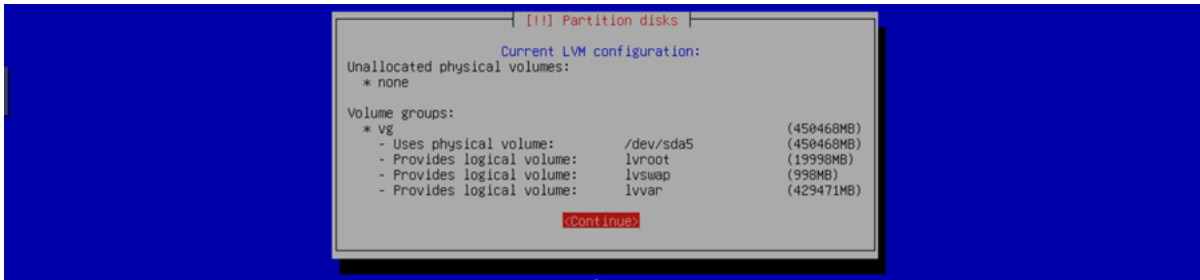 [!!] Partition disks
Current LVM configuration:
Unallocated physical volumes:
* none
Volume groups:
* vg (450468MB)
- Uses physical volume: /dev/sda5 (450468MB)
- Provides logical volume: lvroot (19998MB)
- Provides logical volume: lvswap (998MB)
- Provides logical volume: lvvar (429471MB)
<Continue>